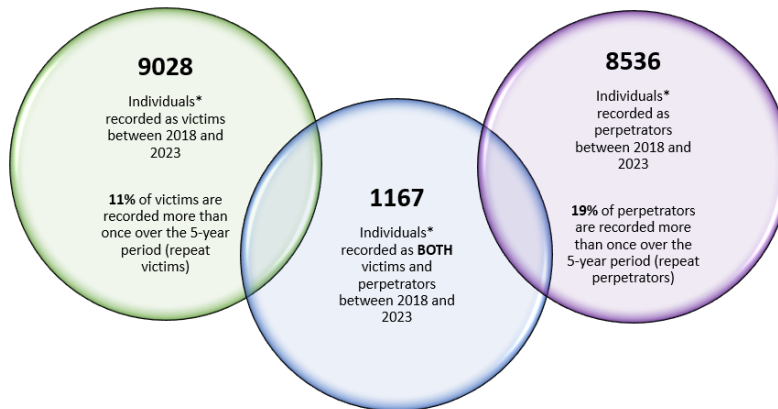 9028
Individuals*
recorded as victims
between 2018 and
2023
11% of victims are
recorded more than
once over the 5-year
period (repeat
victims)
1167
Individuals*
recorded as BOTH
victims and
perpetrators
between 2018 and
2023
8536
Individuals*
recorded as
perpetrators
between 2018 and
2023
19% of perpetrators
are recorded more
than once over the
5-year period (repeat
perpetrators)